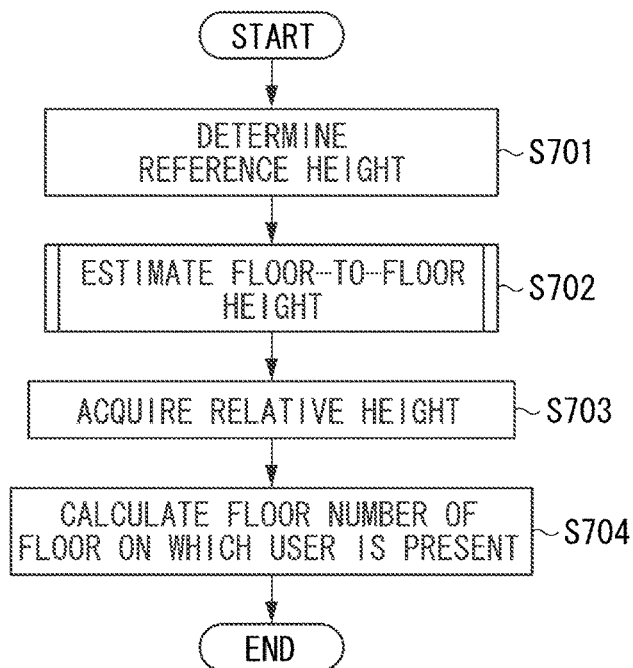 START
DETERMINE
REFERENCE HEIGHT
S701
ESTIMATE FLOOR-TO-FLOOR
HEIGHT
S702
ACQUIRE RELATIVE HEIGHT
S703
CALCULATE FLOOR NUMBER OF
FLOOR ON WHICH USER IS PRESENT
S704
END